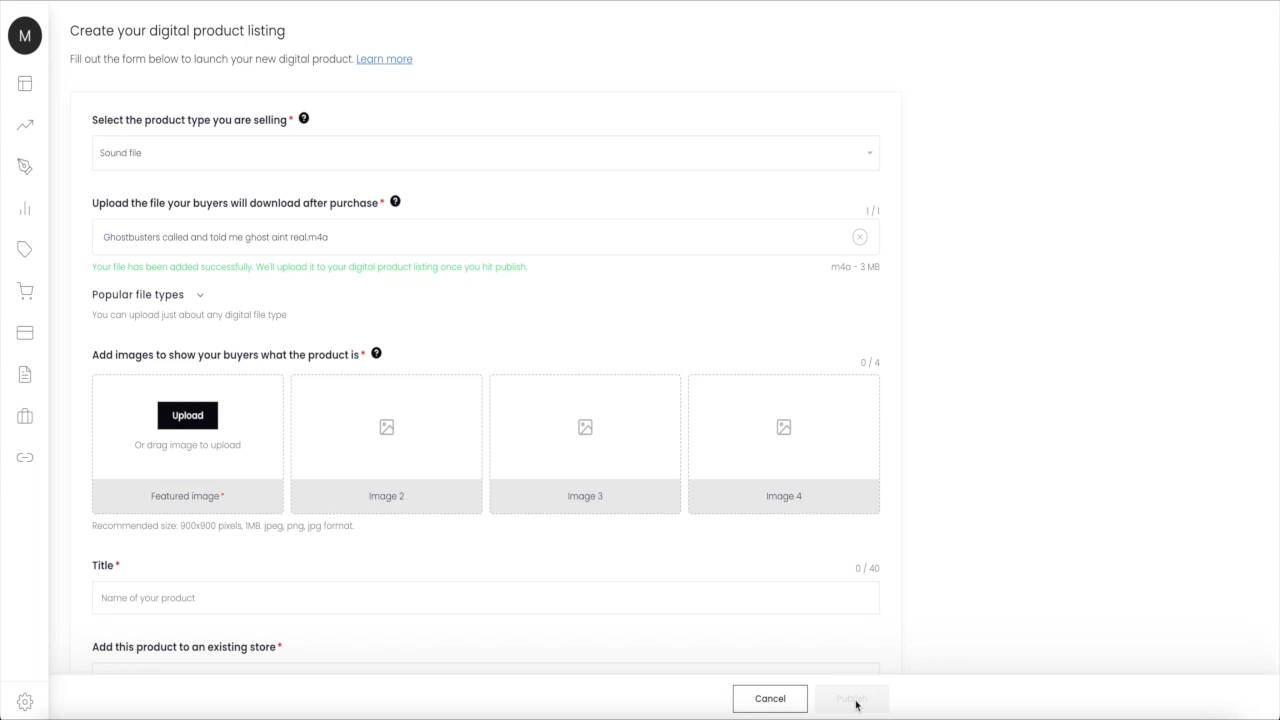 M
Create your digital product listing
Fill out the form below to launch your new digital product. Learn more
Select the product type you are selling* ?
Sound file
Upload the file your buyers will download after purchase* ?
1 / 1
Ghostbusters called and told me ghost aint real.m4a
Your file has been added successfully. We'll upload it to your digital product listing once you hit publish.
m4a - 3 MB
Popular file types
You can upload just about any digital file type
Add images to show your buyers what the product is* ?
0 / 4
Upload
Or drag image to upload
Featured image*
Image 2
Image 3
Image 4
Recommended size: 900x900 pixels, 1MB. jpeg, png, jpg format.
Title*
0 / 40
Name of your product
Add this product to an existing store*
Cancel
Publish